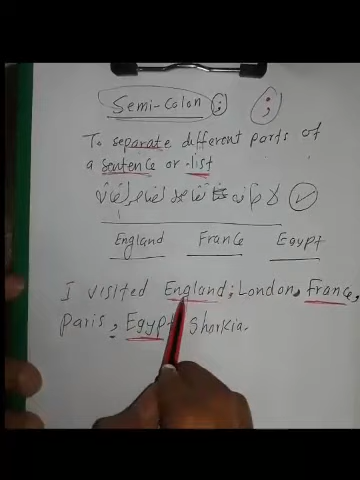 Semi-colon ; ;
To separate different parts of
a sentence or list
England France Egypt
I visited England; London, France,
Paris, Egypt Sharkia.